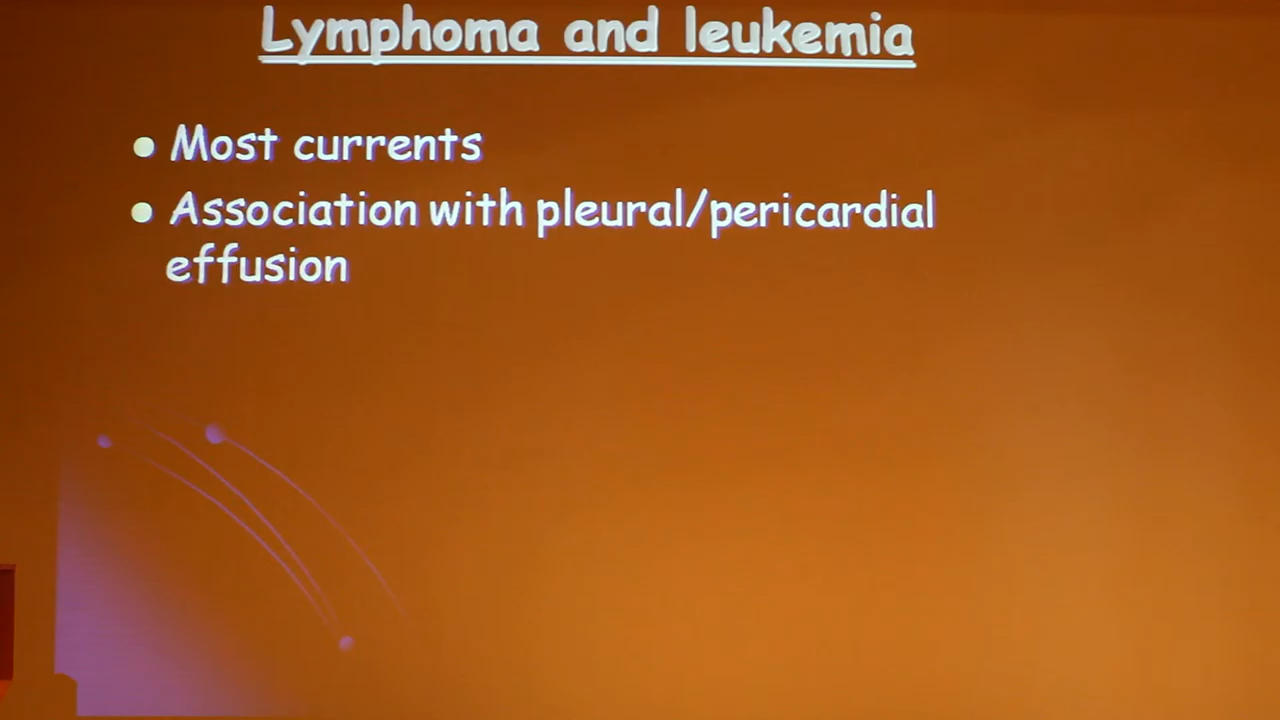 Lymphoma and leukemia
• Most currents
• Association with pleural/pericardial
effusion